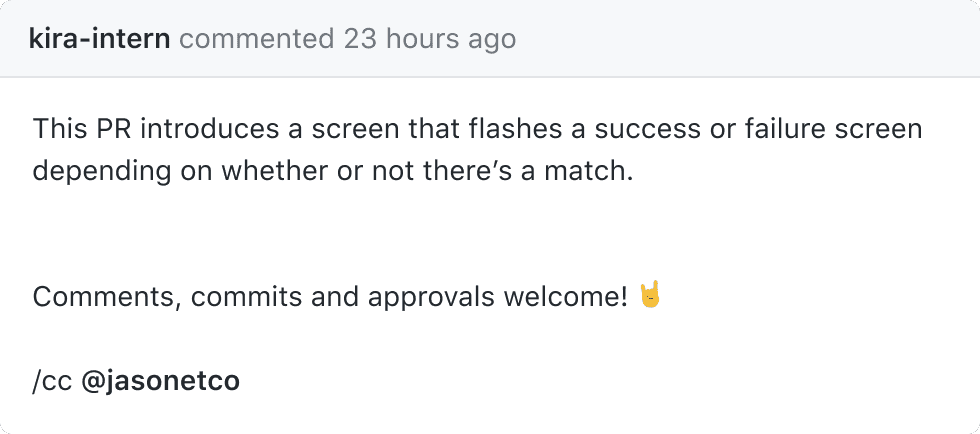 kira-intern commented 23 hours ago
This PR introduces a screen that flashes a success or failure screen
depending on whether or not there’s a match.
Comments, commits and approvals welcome! 🤘
/cc @jasonetco